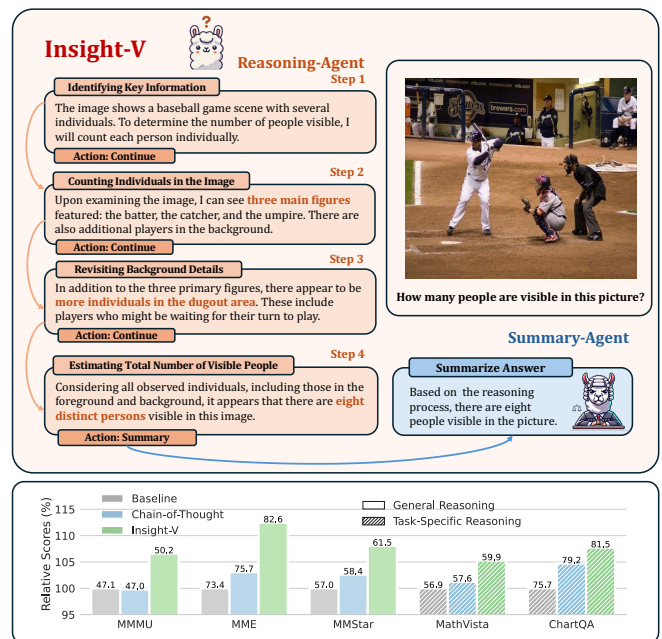 ?
Insight-V
Reasoning-Agent
Step 1
Identifying Key Information
The image shows a baseball game scene with several
individuals. To determine the number of people visible, I
will count each person individually.
Action: Continue
Step 2
Counting Individuals in the Image
Upon examining the image, I can see three main figures
featured: the batter, the catcher, and the umpire. There are
also additional players in the background.
Action: Continue
Step 3
Revisiting Background Details
In addition to the three primary figures, there appear to be
more individuals in the dugout area. These include
players who might be waiting for their turn to play.
Action: Continue
Step 4
Estimating Total Number of Visible People
Considering all observed individuals, including those in the
foreground and background, it appears that there are eight
distinct persons visible in this image.
Action: Summary
brewers.com
How many people are visible in this picture?
Summary-Agent
Summarize Answer
Based on the reasoning
process, there are eight
people visible in the picture.
Relative Scores (%)
115
110
105
100
95
Baseline
Chain-of-Thought
Insight-V
General Reasoning
Task-Specific Reasoning
47.1 47.0 50.2
73.4 75.7 82.6
57.0 58.4 61.5
56.9 57.6 59.9
75.7 79.2 81.5
MMMU MME MMStar MathVista ChartQA